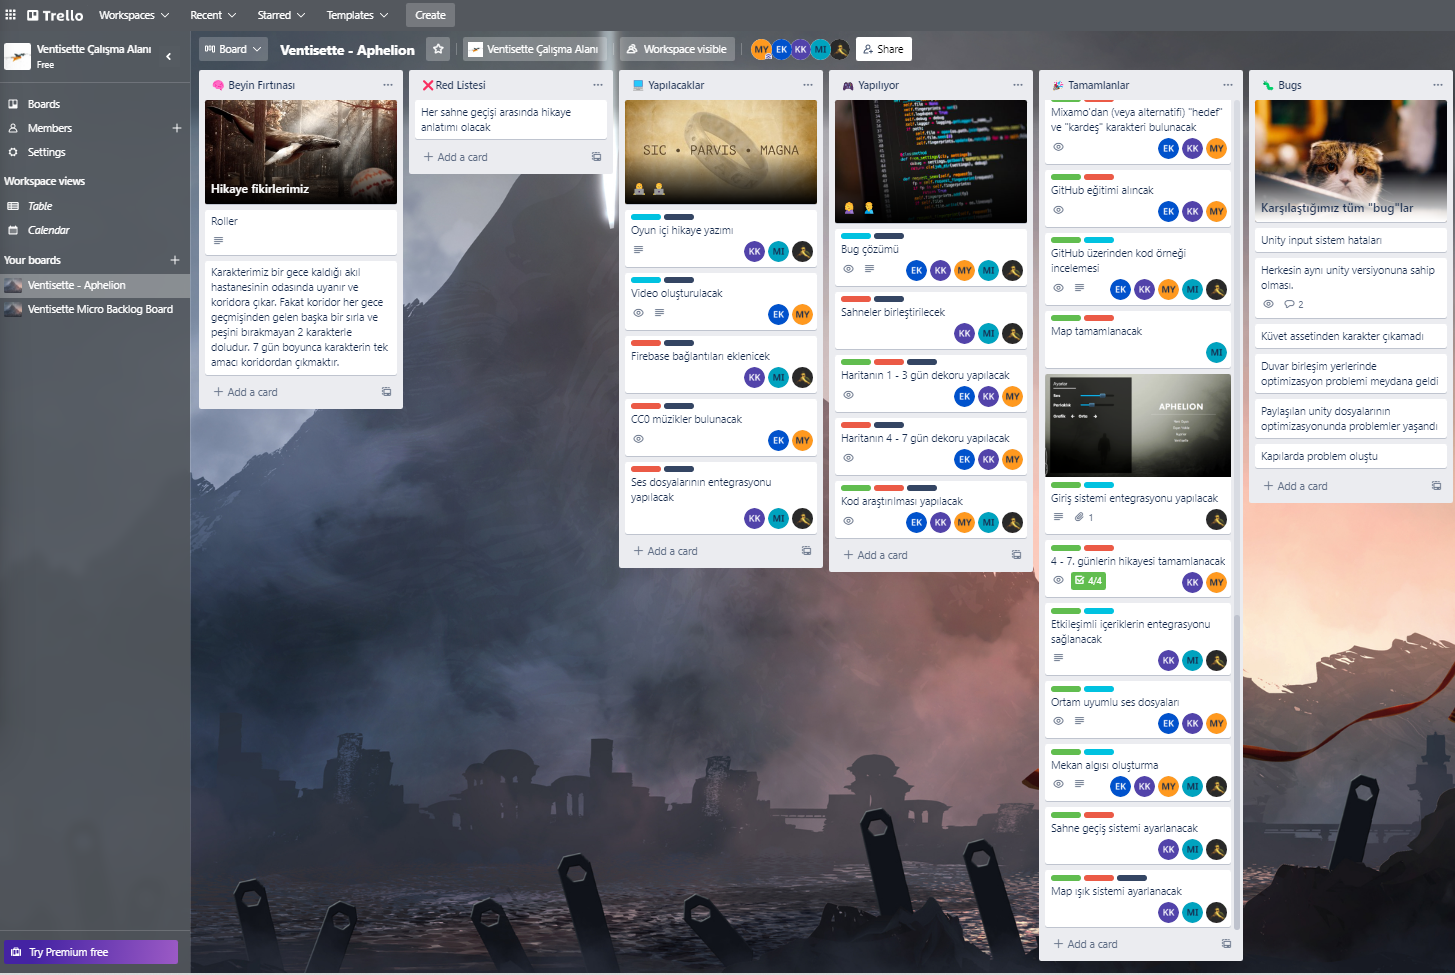 Trello
Workspaces
Recent
Starred
Templates
Create
Ventisette Çalışma Alanı
Free
Boards
Members
Settings
Workspace views
Table
Calendar
Your boards
Ventisette - Aphelion
Ventisette Micro Backlog Board
Try Premium free
Board
Ventisette - Aphelion
Ventisette Çalışma Alanı
Workspace visible
MY EK KK MI
Share
Beyin Fırtınası
Hikaye fikirlerimiz
Roller
Karakterimiz bir gece kaldığı akıl
hastanesinin odasında uyanır ve
koridora çıkar. Fakat koridor her gece
geçmişinden gelen başka bir sırla ve
peşini bırakmayan 2 karakterle
doludur. 7 gün boyunca karakterin tek
amacı koridordan çıkmaktır.
Add a card
Red Listesi
Her sahne geçişi arasında hikaye
anlatımı olacak
Add a card
Yapılacaklar
SIC • PARVIS • MAGNA
Oyun içi hikaye yazımı
KK MI
Video oluşturulacak
EK MY
Firebase bağlantıları eklenicek
KK MI
CC0 müzikler bulunacak
EK MY
Ses dosyalarının entegrasyonu
yapılacak
KK MI
Add a card
Yapılıyor
Bug çözümü
EK KK MY MI
Sahneler birleştirilecek
KK MI
Haritanın 1 - 3 gün dekoru yapılacak
EK KK MY
Haritanın 4 - 7 gün dekoru yapılacak
EK KK MY
Kod araştırılması yapılacak
EK KK MY MI
Add a card
Tamamlanlar
Mixamo'dan (veya alternatifi) "hedef"
ve "kardeş" karakteri bulunacak
EK KK MY
GitHub eğitimi alıncak
EK KK MY
GitHub üzerinden kod örneği
incelemesi
EK KK MY MI
Map tamamlanacak
MI
Ayarlar
Ses
Grafik
Orta
APHELION
Giriş sistemi entegrasyonu yapılacak
1
4 - 7. günlerin hikayesi tamamlanacak
4/4
KK MY
Etkileşimli içeriklerin entegrasyonu
sağlanacak
KK MI
Ortam uyumlu ses dosyaları
EK KK MY
Mekan algısı oluşturma
EK KK MY MI
Sahne geçiş sistemi ayarlanacak
KK MI
Map ışık sistemi ayarlanacak
KK MI
Add a card
Bugs
Karşılaştığımız tüm "bug"lar
Unity input sistem hataları
Herkesin aynı unity versiyonuna sahip
olması.
2
Küvet assetinden karakter çıkamadı
Duvar birleşim yerlerinde
optimizasyon problemi meydana geldi
Paylaşılan unity dosyalarının
optimizasyonunda problemler yaşandı
Kapılarda problem oluştu
Add a card